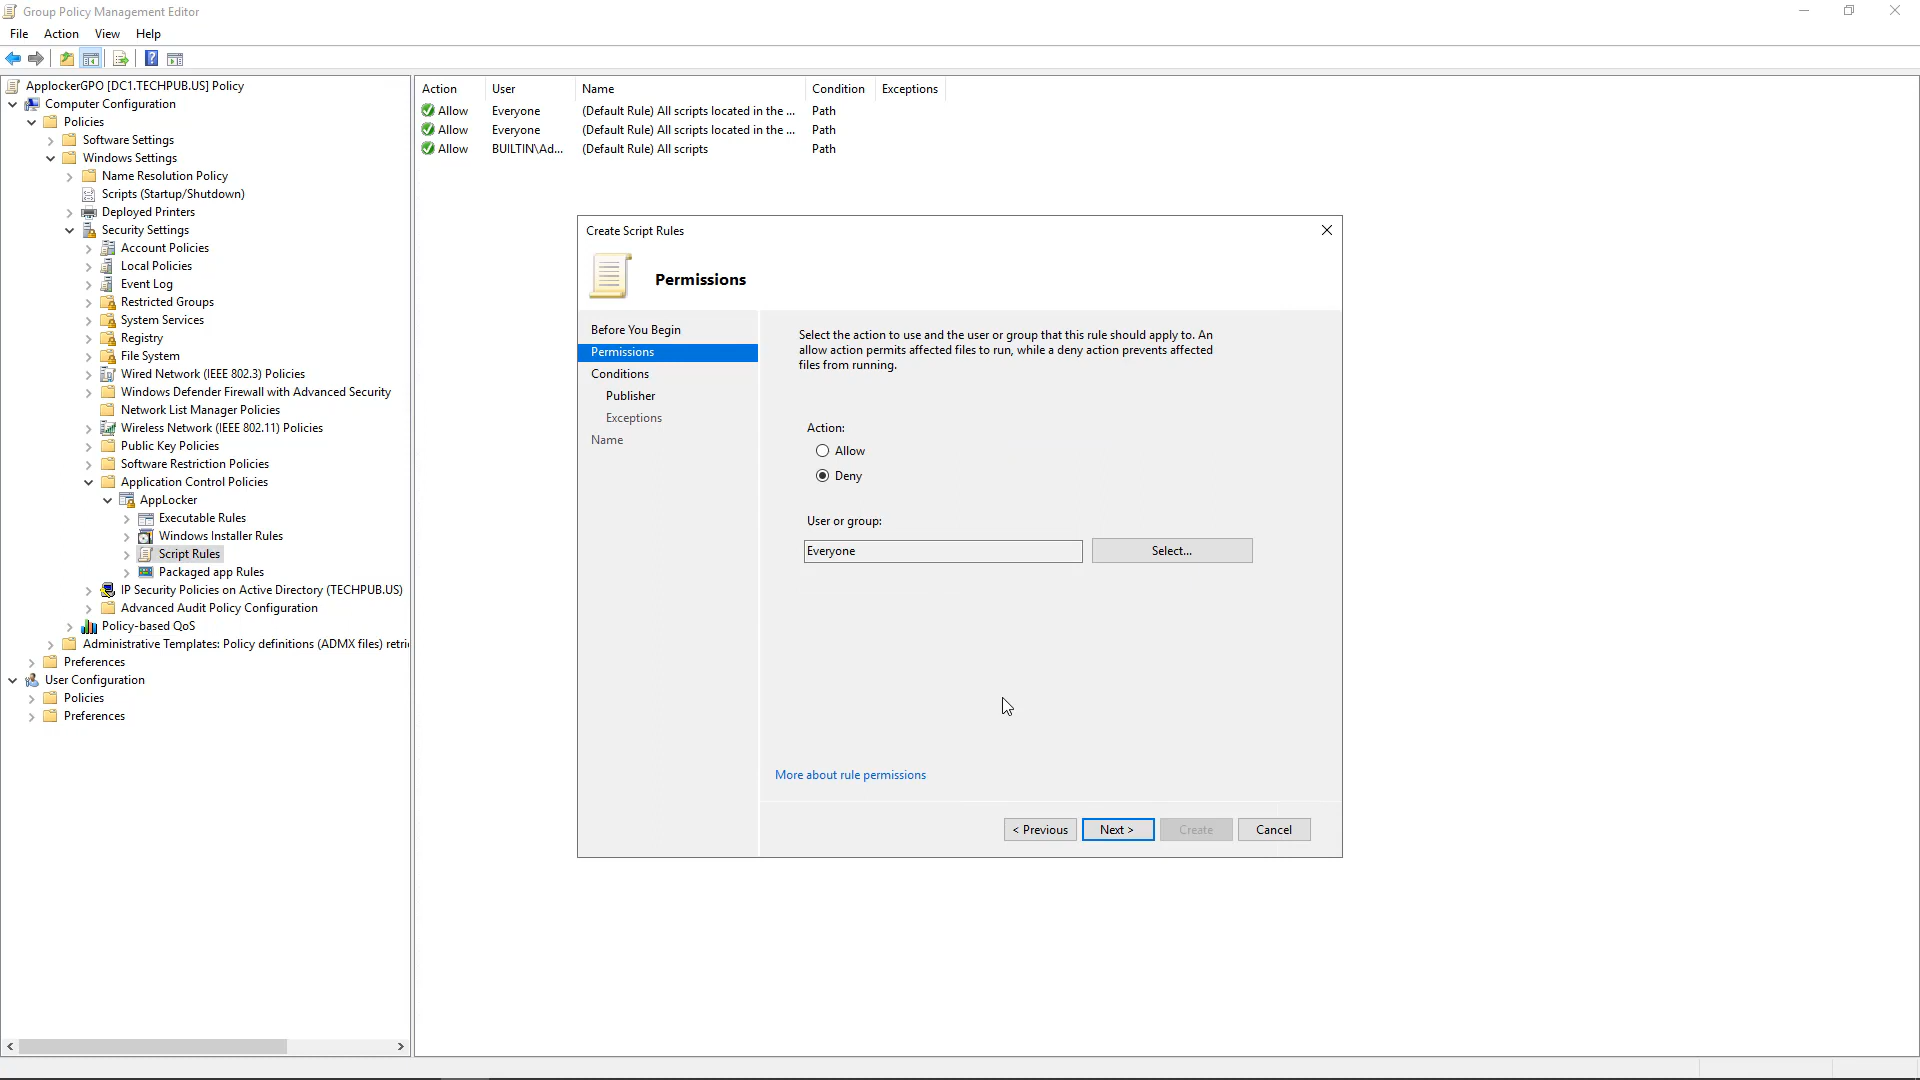 Group Policy Management Editor
File Action View Help
ApplockerGPO [DC1.TECHPUB.US] Policy
Computer Configuration
Policies
Software Settings
Windows Settings
Name Resolution Policy
Scripts (Startup/Shutdown)
Deployed Printers
Security Settings
Account Policies
Local Policies
Event Log
Restricted Groups
System Services
Registry
File System
Wired Network (IEEE 802.3) Policies
Windows Defender Firewall with Advanced Security
Network List Manager Policies
Wireless Network (IEEE 802.11) Policies
Public Key Policies
Software Restriction Policies
Application Control Policies
AppLocker
Executable Rules
Windows Installer Rules
Script Rules
Packaged app Rules
IP Security Policies on Active Directory (TECHPUB.US)
Advanced Audit Policy Configuration
Policy-based QoS
Administrative Templates: Policy definitions (ADMX files) retri
Preferences
User Configuration
Policies
Preferences
Action User Name Condition Exceptions
Allow Everyone (Default Rule) All scripts located in the ... Path
Allow Everyone (Default Rule) All scripts located in the ... Path
Allow BUILTIN\Ad... (Default Rule) All scripts Path
Create Script Rules
Permissions
Before You Begin
Permissions
Conditions
Publisher
Exceptions
Name
Select the action to use and the user or group that this rule should apply to. An
allow action permits affected files to run, while a deny action prevents affected
files from running.
Action:
Allow
Deny
User or group:
Everyone
Select...
More about rule permissions
< Previous Next > Create Cancel